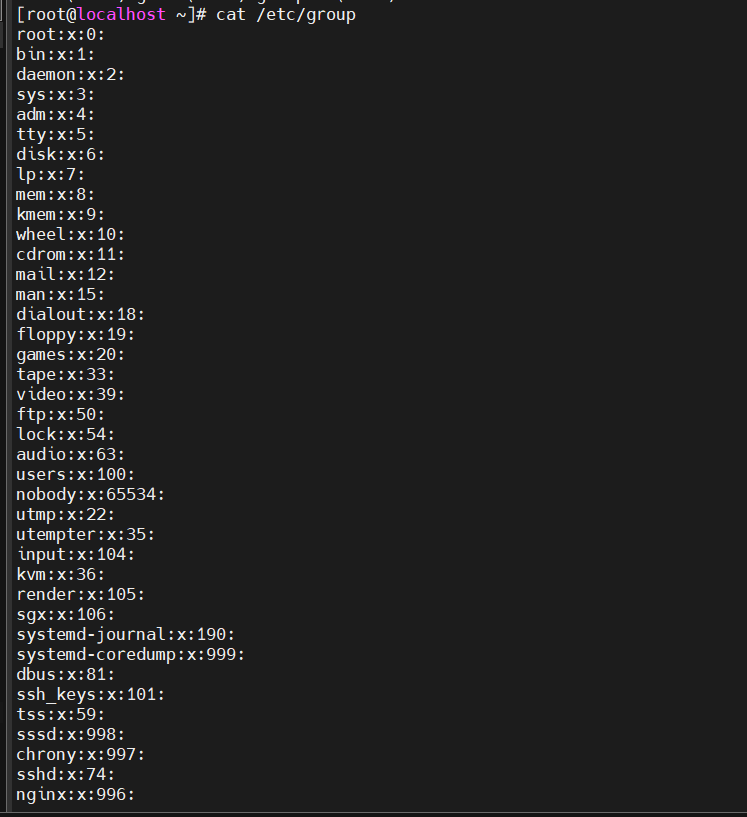 [root@localhost ~]# cat /etc/group
root:x:0:
bin:x:1:
daemon:x:2:
sys:x:3:
adm:x:4:
tty:x:5:
disk:x:6:
lp:x:7:
mem:x:8:
kmem:x:9:
wheel:x:10:
cdrom:x:11:
mail:x:12:
man:x:15:
dialout:x:18:
floppy:x:19:
games:x:20:
tape:x:33:
video:x:39:
ftp:x:50:
lock:x:54:
audio:x:63:
users:x:100:
nobody:x:65534:
utmp:x:22:
utempter:x:35:
input:x:104:
kvm:x:36:
render:x:105:
sgx:x:106:
systemd-journal:x:190:
systemd-coredump:x:999:
dbus:x:81:
ssh_keys:x:101:
tss:x:59:
sssd:x:998:
chrony:x:997:
sshd:x:74:
nginx:x:996: